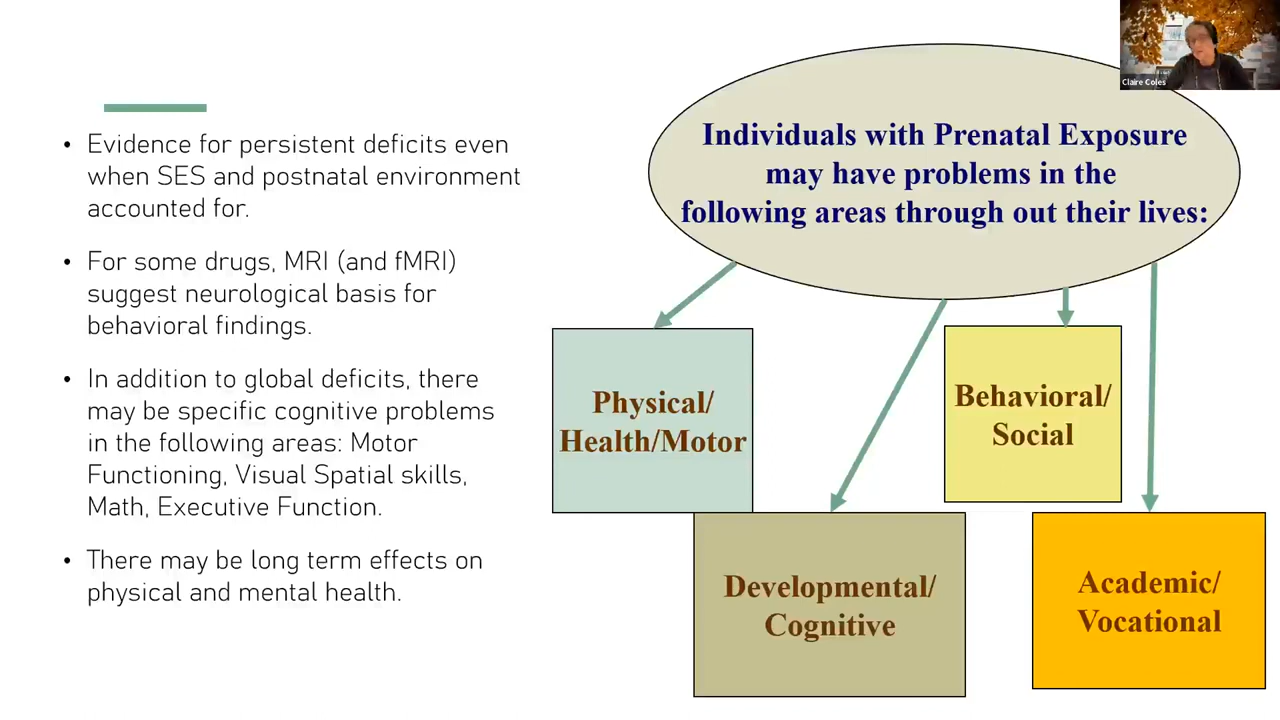 Claire Coles
• Evidence for persistent deficits even
when SES and postnatal environment
accounted for.
• For some drugs, MRI (and fMRI)
suggest neurological basis for
behavioral findings.
• In addition to global deficits, there
may be specific cognitive problems
in the following areas: Motor
Functioning, Visual Spatial skills,
Math, Executive Function.
• There may be long term effects on
physical and mental health.
Individuals with Prenatal Exposure
may have problems in the
following areas through out their lives:
Physical/
Health/Motor
Behavioral/
Social
Developmental/
Cognitive
Academic/
Vocational